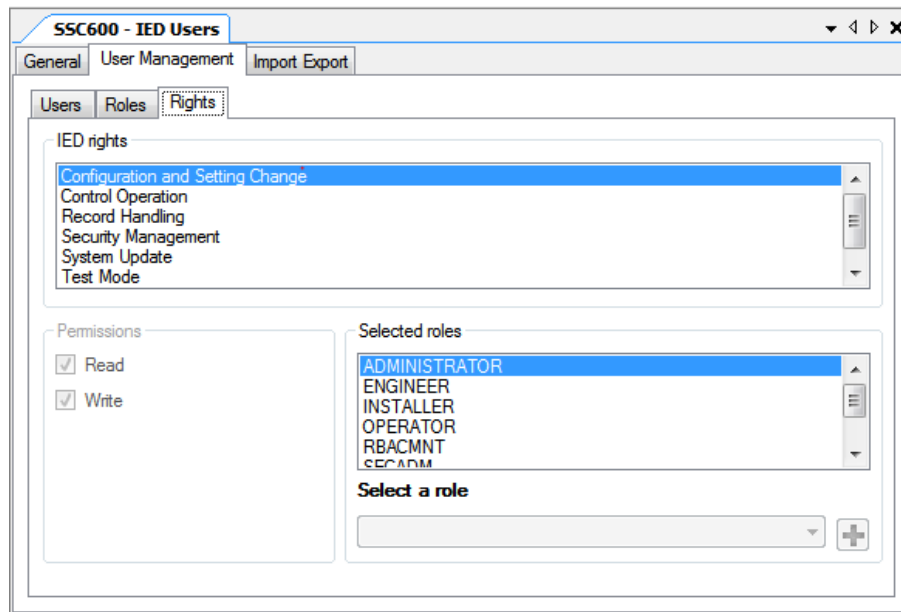 SSC600 - IED Users
General User Management Import Export
Users Roles Rights
IED rights
Configuration and Setting Change
Control Operation
Record Handling
Security Management
System Update
Test Mode
Permissions
Read
Write
Selected roles
ADMINISTRATOR
ENGINEER
INSTALLER
OPERATOR
RBACMNT
SECADM
Select a role